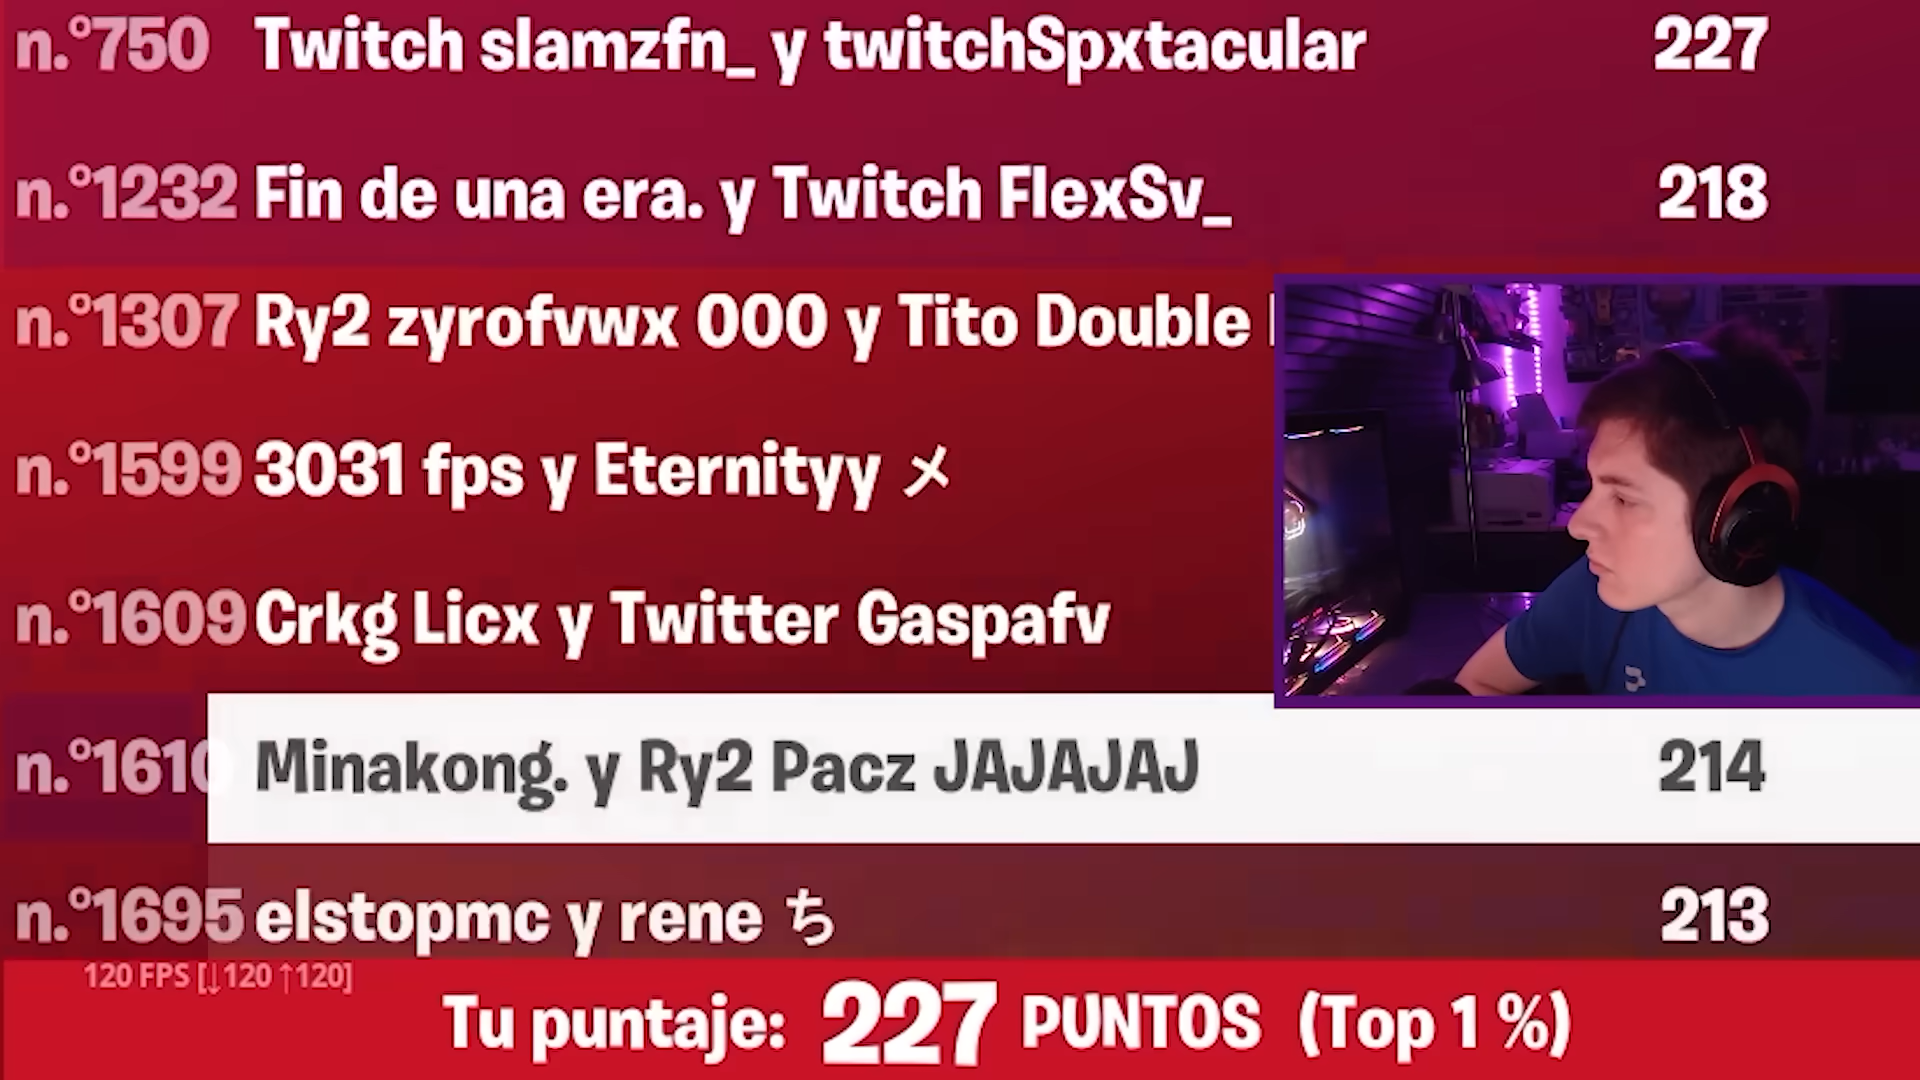 n.°750 Twitch slamzfn_ y twitchSpxtacular 227
n.°1232 Fin de una era. y Twitch FlexSv_ 218
n.°1307 Ry2 zyrofvwx 000 y Tito Double
n.°1599 3031 fps y Eternityy メ
n.°1609 Crkg Licx y Twitter Gaspafv
n.°1610 Minakong. y Ry2 Pacz JAJAJAJ 214
n.°1695 elstopmc y rene ち 213
120 FPS [↓120 ↑120]
Tu puntaje: 227 PUNTOS (Top 1 %)